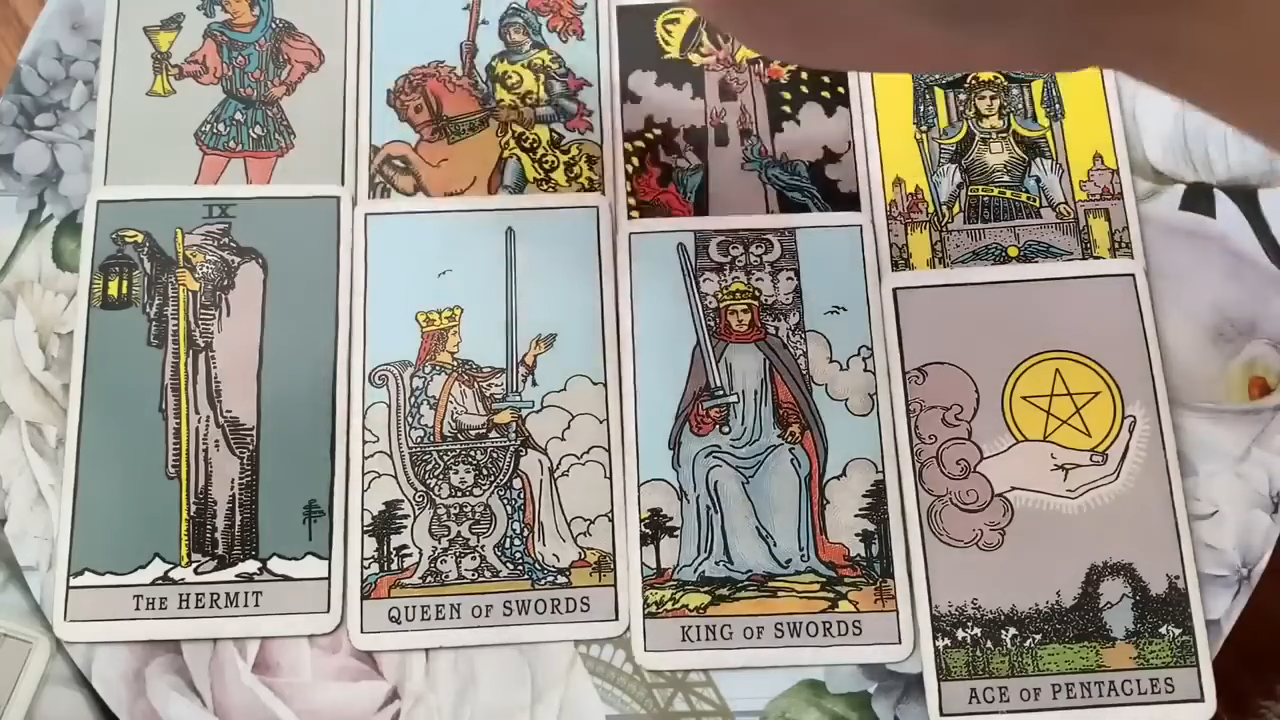 IX
THE HERMIT
QUEEN OF SWORDS
KING OF SWORDS
ACE OF PENTACLES